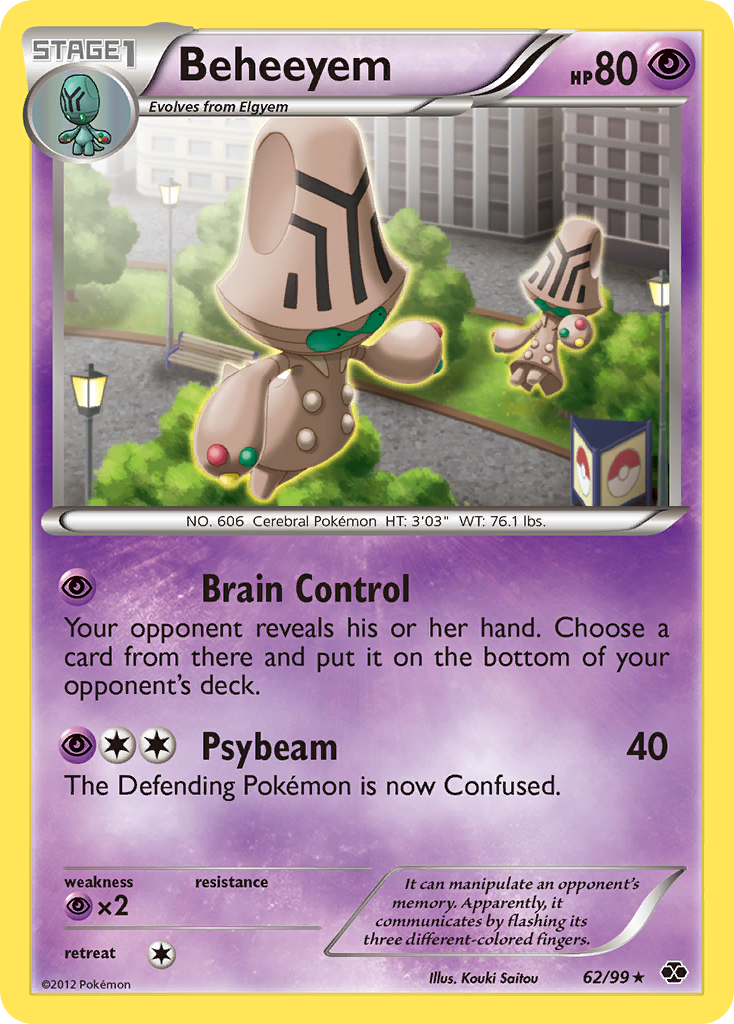 STAGE1
Beheeyem
HP80
Evolves from Elgyem
NO. 606 Cerebral Pokémon HT: 3'03" WT: 76.1 lbs.
Brain Control
Your opponent reveals his or her hand. Choose a
card from there and put it on the bottom of your
opponent's deck.
Psybeam 40
The Defending Pokémon is now Confused.
weakness resistance
×2
It can manipulate an opponent's
memory. Apparently, it
communicates by flashing its
three different-colored fingers.
retreat
©2012 Pokémon
Illus. Kouki Saitou
62/99★